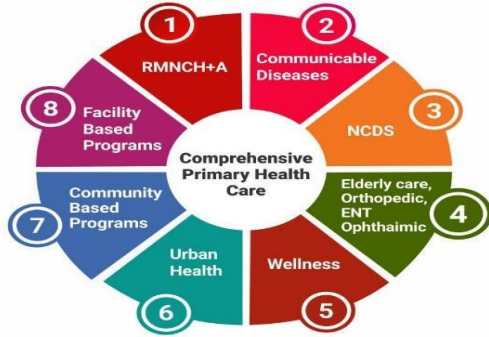 1
RMNCH+A
2
Communicable
Diseases
3
NCDS
4
Elderly care,
Orthopedic,
ENT
Ophthaimic
5
Wellness
6
Urban
Health
7
Community
Based
Programs
8
Facility
Based
Programs
Comprehensive
Primary Health
Care